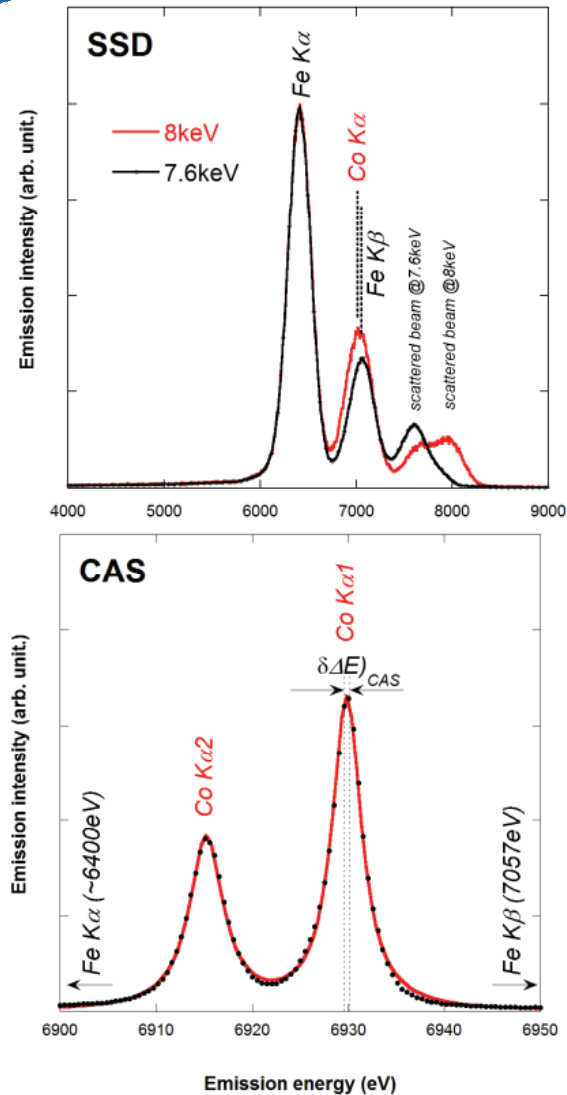 SSD
8keV
7.6keV
Fe Kα
Co Kα
Fe Kβ
scattered beam @7.6keV
scattered beam @8keV
Emission intensity (arb. unit.)
4000 5000 6000 7000 8000 9000
CAS
Co Kα1
δΔE)CAS
Co Kα2
Fe Kα (~6400eV)
Fe Kβ (7057eV)
Emission intensity (arb. unit.)
6900 6910 6920 6930 6940 6950
Emission energy (eV)